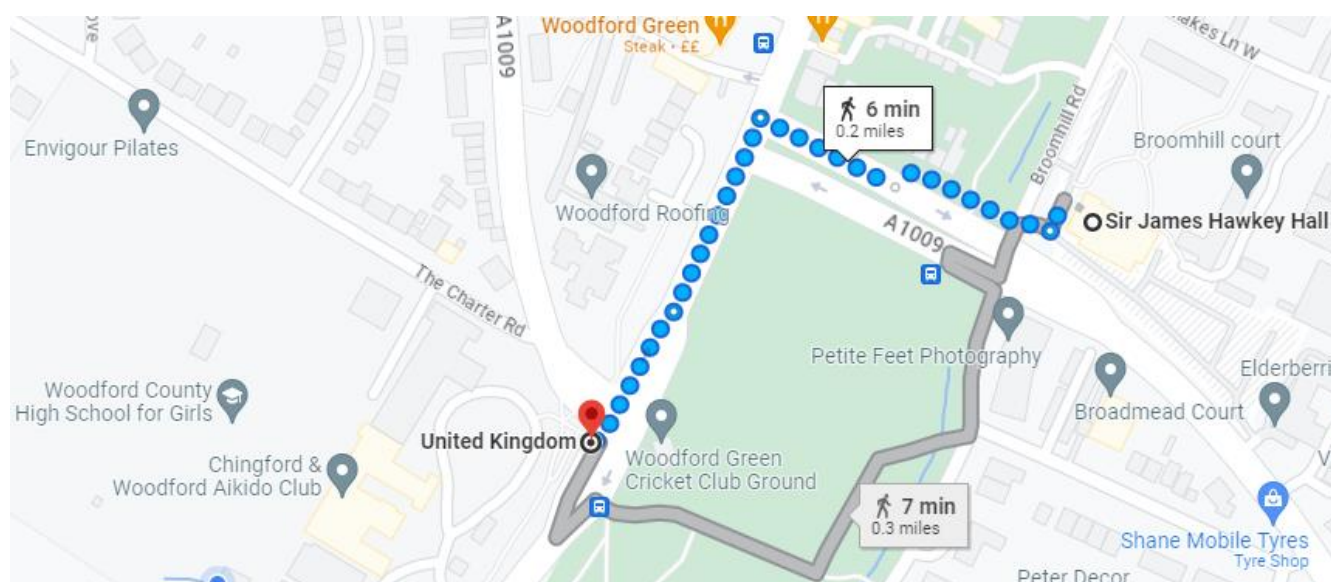 Woodford Green
Steak • ££
A1009
Envigour Pilates
6 min
0.2 miles
Broomhill Rd
Broomhill court
Woodford Roofing
A1009
Sir James Hawkey Hall
The Charter Rd
Petite Feet Photography
Woodford County
High School for Girls
Broadmead Court
United Kingdom
Woodford Green
Cricket Club Ground
Chingford &
Woodford Aikido Club
7 min
0.3 miles
Shane Mobile Tyres
Tyre Shop
Peter Decor